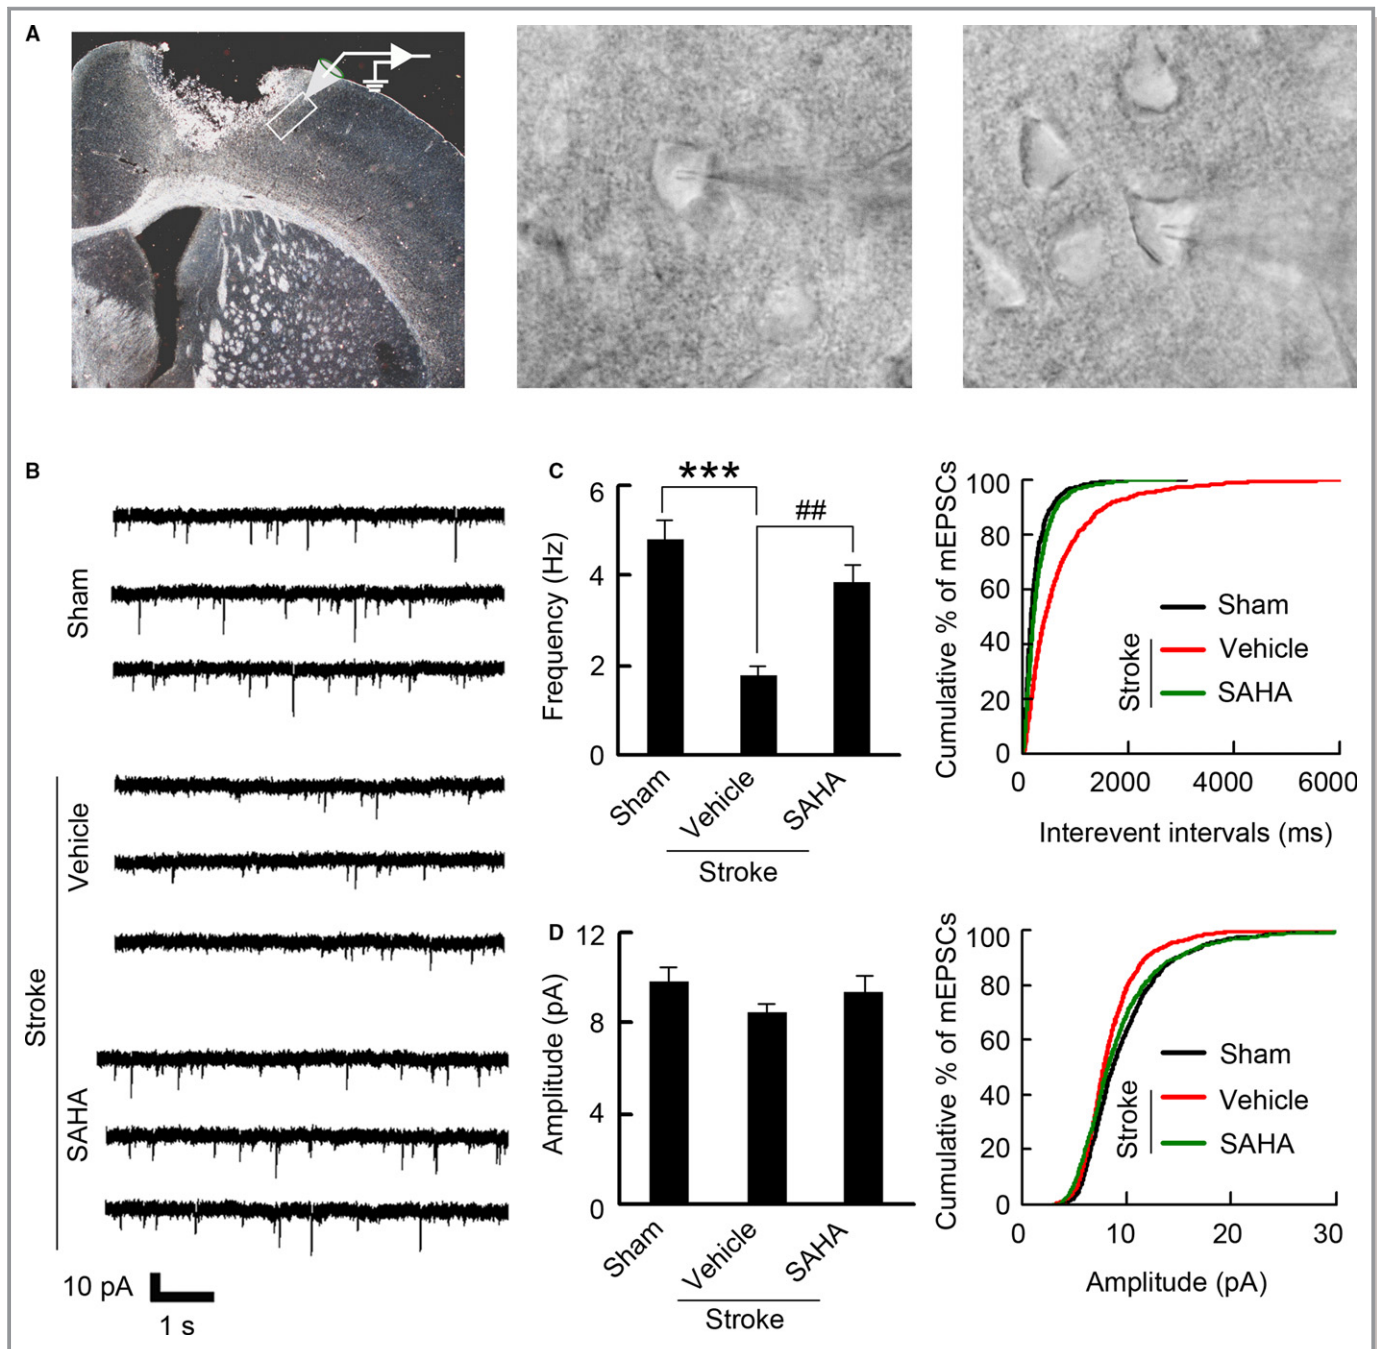 A
B
Sham
Vehicle
SAHA
Stroke
10 pA
1 s
C
***
##
6
4
2
0
Frequency (Hz)
Sham
Vehicle
SAHA
Stroke
Cumulative % of mEPSCs
100
80
60
40
20
0
0 2000 4000 6000
Interevent intervals (ms)
Sham
Vehicle
SAHA
Stroke
D
12
8
4
0
Amplitude (pA)
Sham
Vehicle
SAHA
Stroke
Cumulative % of mEPSCs
100
80
60
40
20
0
0 10 20 30
Amplitude (pA)
Sham
Vehicle
SAHA
Stroke